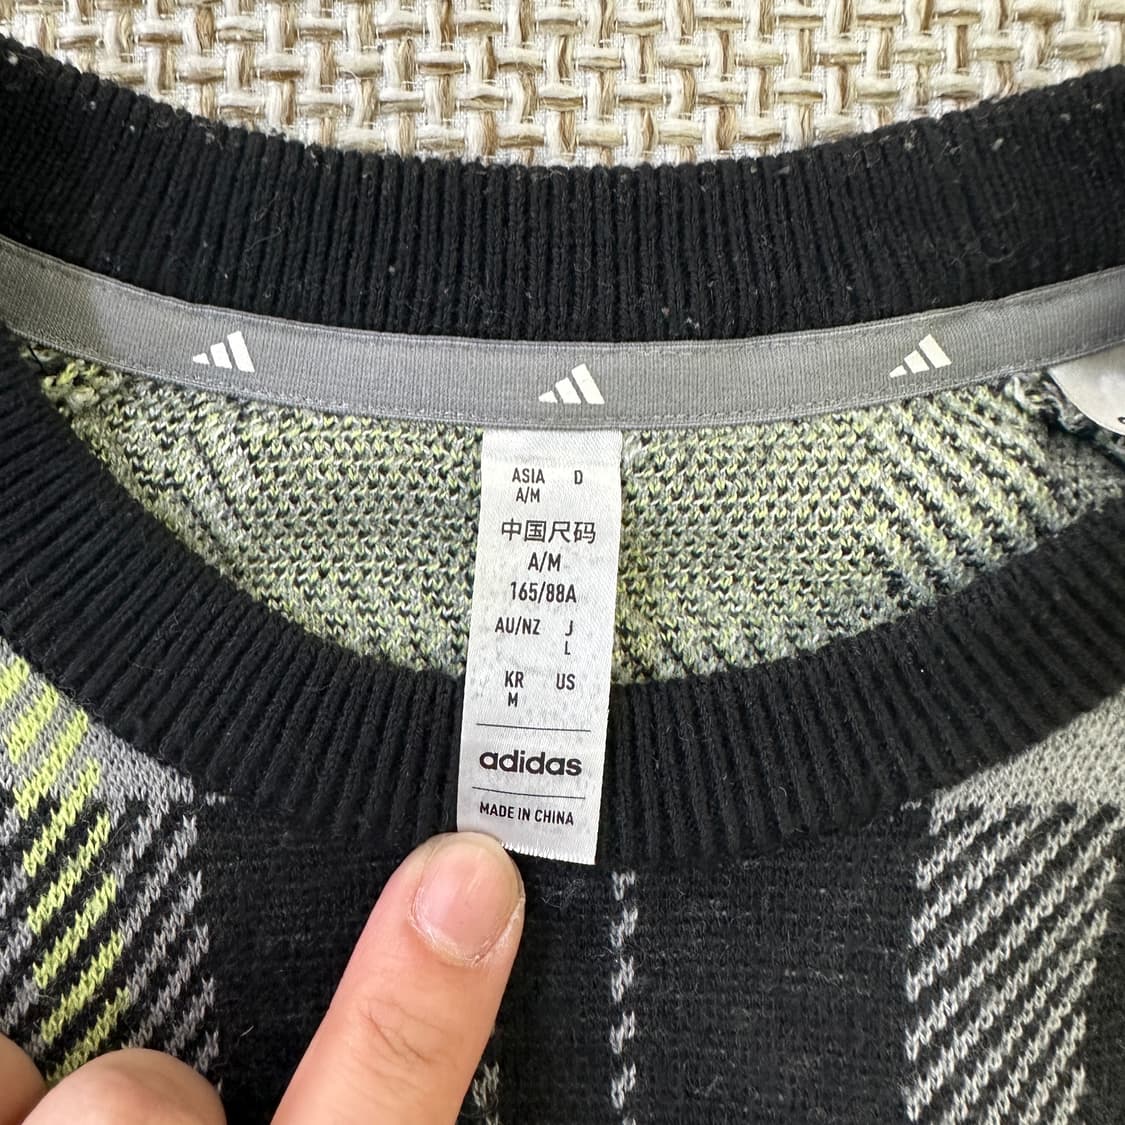 ASIA D
A/M
中国尺码
A/M
165/88A
AU/NZ J
L
KR US
M
adidas
MADE IN CHINA